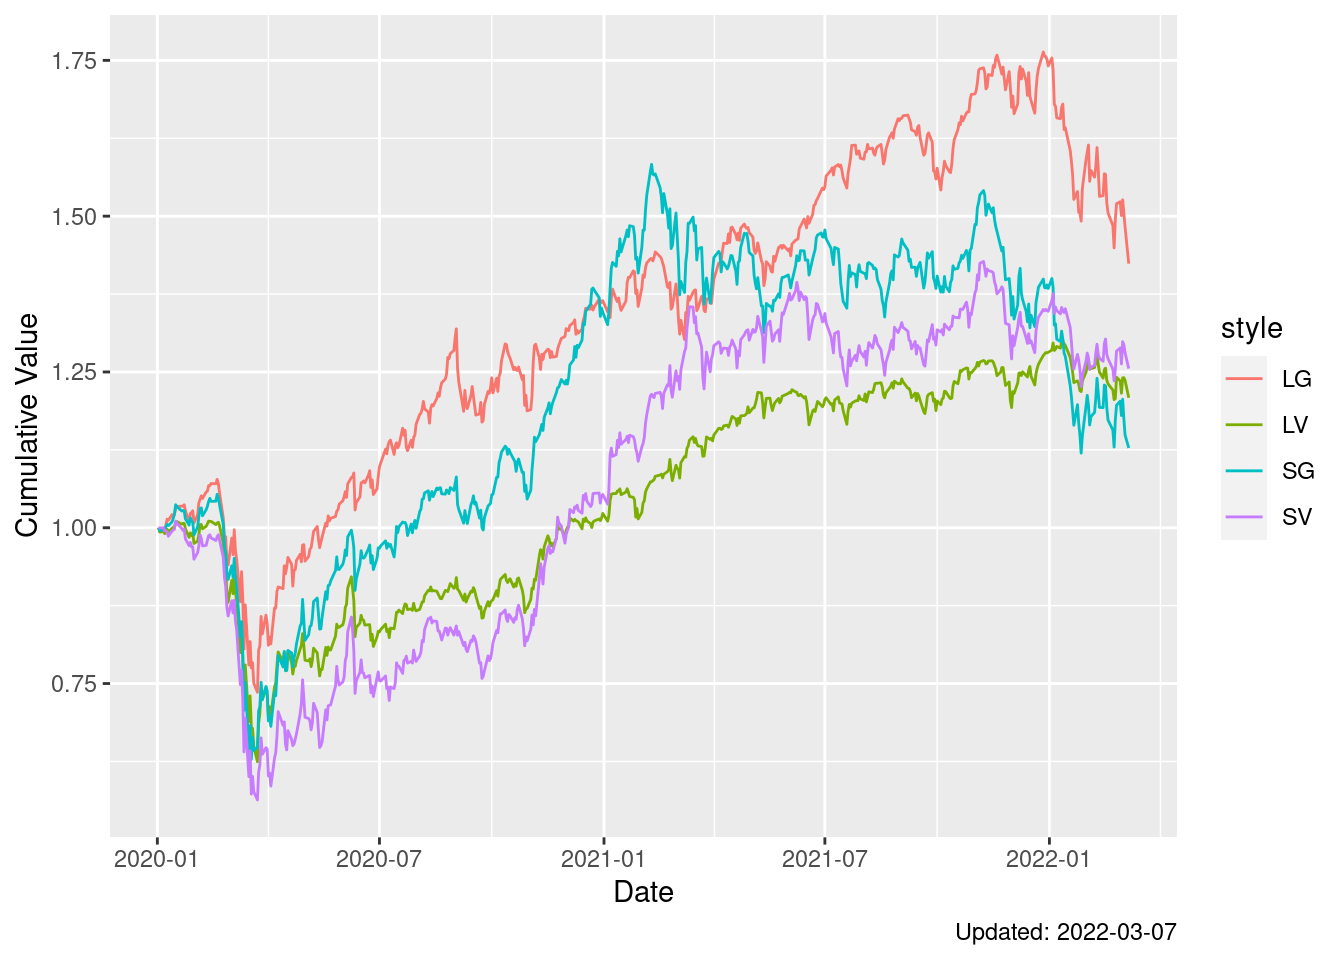 1.75
1.50
1.25
1.00
0.75
Cumulative Value
2020-01
2020-07
2021-01
2021-07
2022-01
Date
style
LG
LV
SG
SV
Updated: 2022-03-07